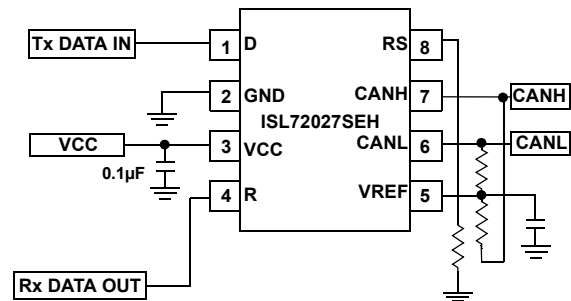 Tx DATA IN 1 D RS 8
2 GND CANH 7 CANH
ISL72027SEH
VCC 3 VCC CANL 6 CANL
0.1µF
4 R VREF 5
Rx DATA OUT